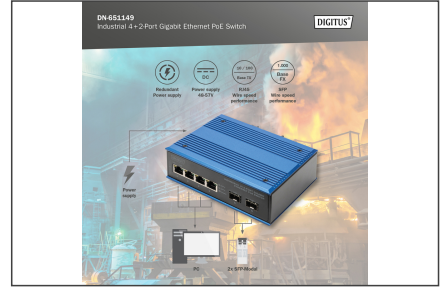 DN-651149
Industrial 4+2-Port Gigabit Ethernet PoE Switch
DIGITUS®
Redundant
Power supply
DC
Power supply
48-57V
10 / 100
Base TX
RJ45
Wire speed
performance
1.000
Base
FX
SFP
Wire speed
performance
Power
supply
PC
2x SFP-Modul